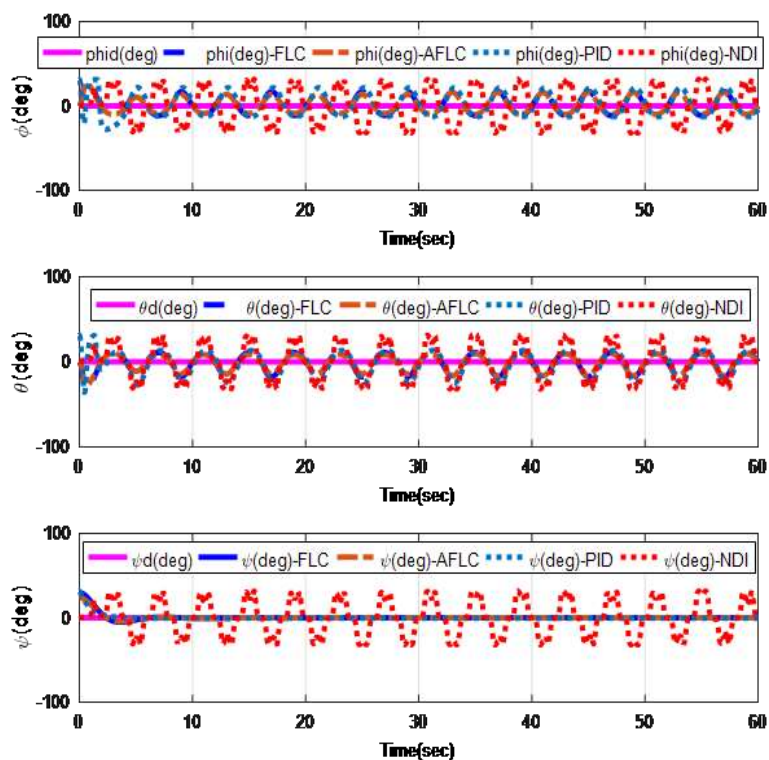 100
phid(deg) phi(deg)-FLC phi(deg)-AFLC phi(deg)-PID phi(deg)-NDI
ϕ(deg)
0
-100
0 10 20 30 40 50 60
Time(sec)
100
θd(deg) θ(deg)-FLC θ(deg)-AFLC θ(deg)-PID θ(deg)-NDI
θ(deg)
0
-100
0 10 20 30 40 50 60
Time(sec)
100
ψd(deg) ψ(deg)-FLC ψ(deg)-AFLC ψ(deg)-PID ψ(deg)-NDI
ψ(deg)
0
-100
0 10 20 30 40 50 60
Time(sec)